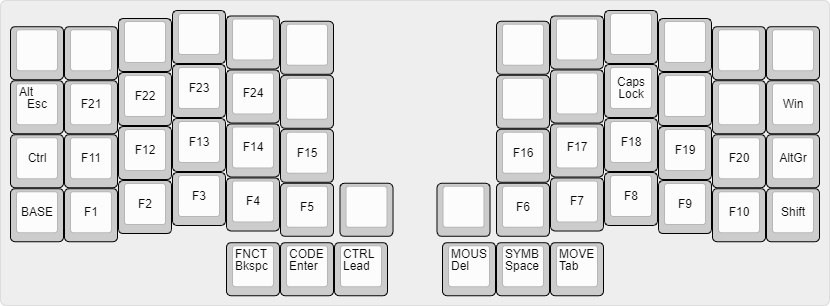 Alt
Esc
F21
F22
F23
F24
Caps
Lock
Win
Ctrl
F11
F12
F13
F14
F15
F16
F17
F18
F19
F20
AltGr
BASE
F1
F2
F3
F4
F5
F6
F7
F8
F9
F10
Shift
FNCT
Bkspc
CODE
Enter
CTRL
Lead
MOUS
Del
SYMB
Space
MOVE
Tab